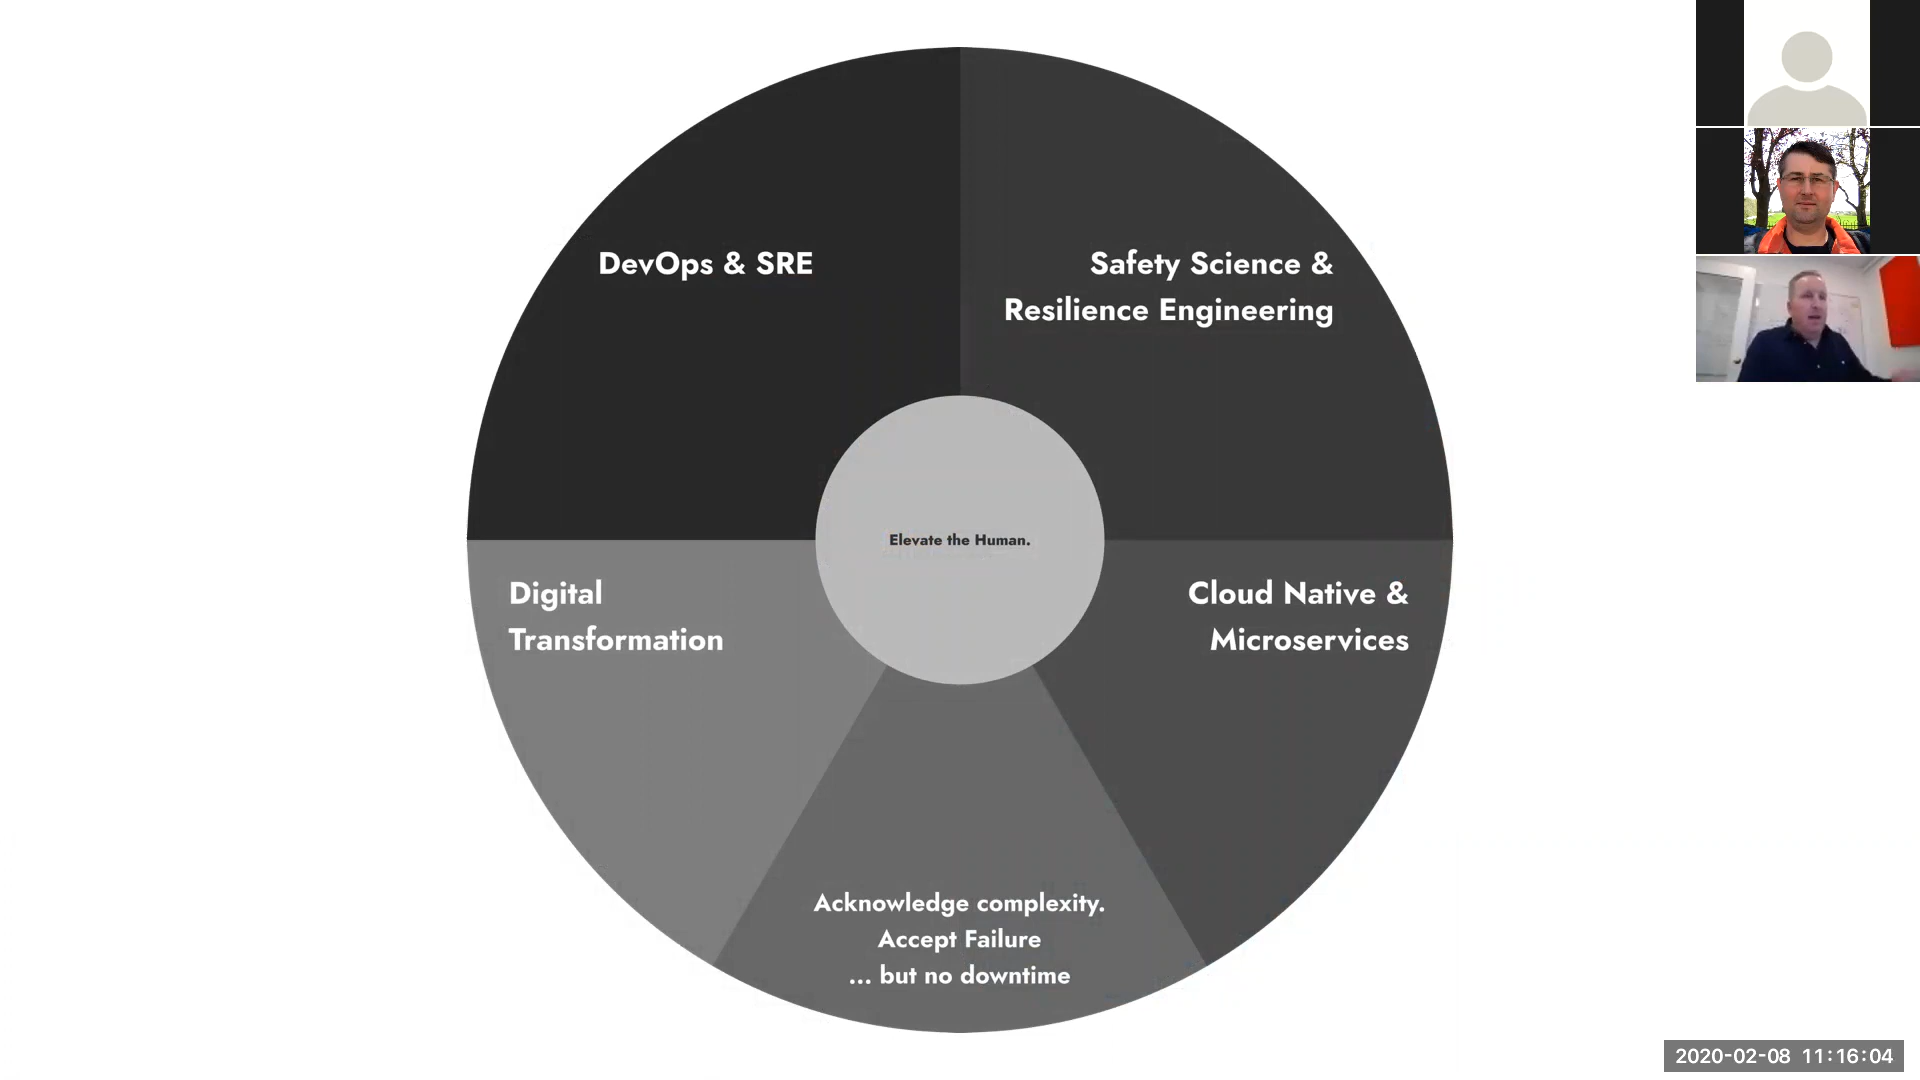 DevOps & SRE
Safety Science &
Resilience Engineering
Elevate the Human.
Digital
Transformation
Cloud Native &
Microservices
Acknowledge complexity.
Accept Failure
... but no downtime
2020-02-08 11:16:04